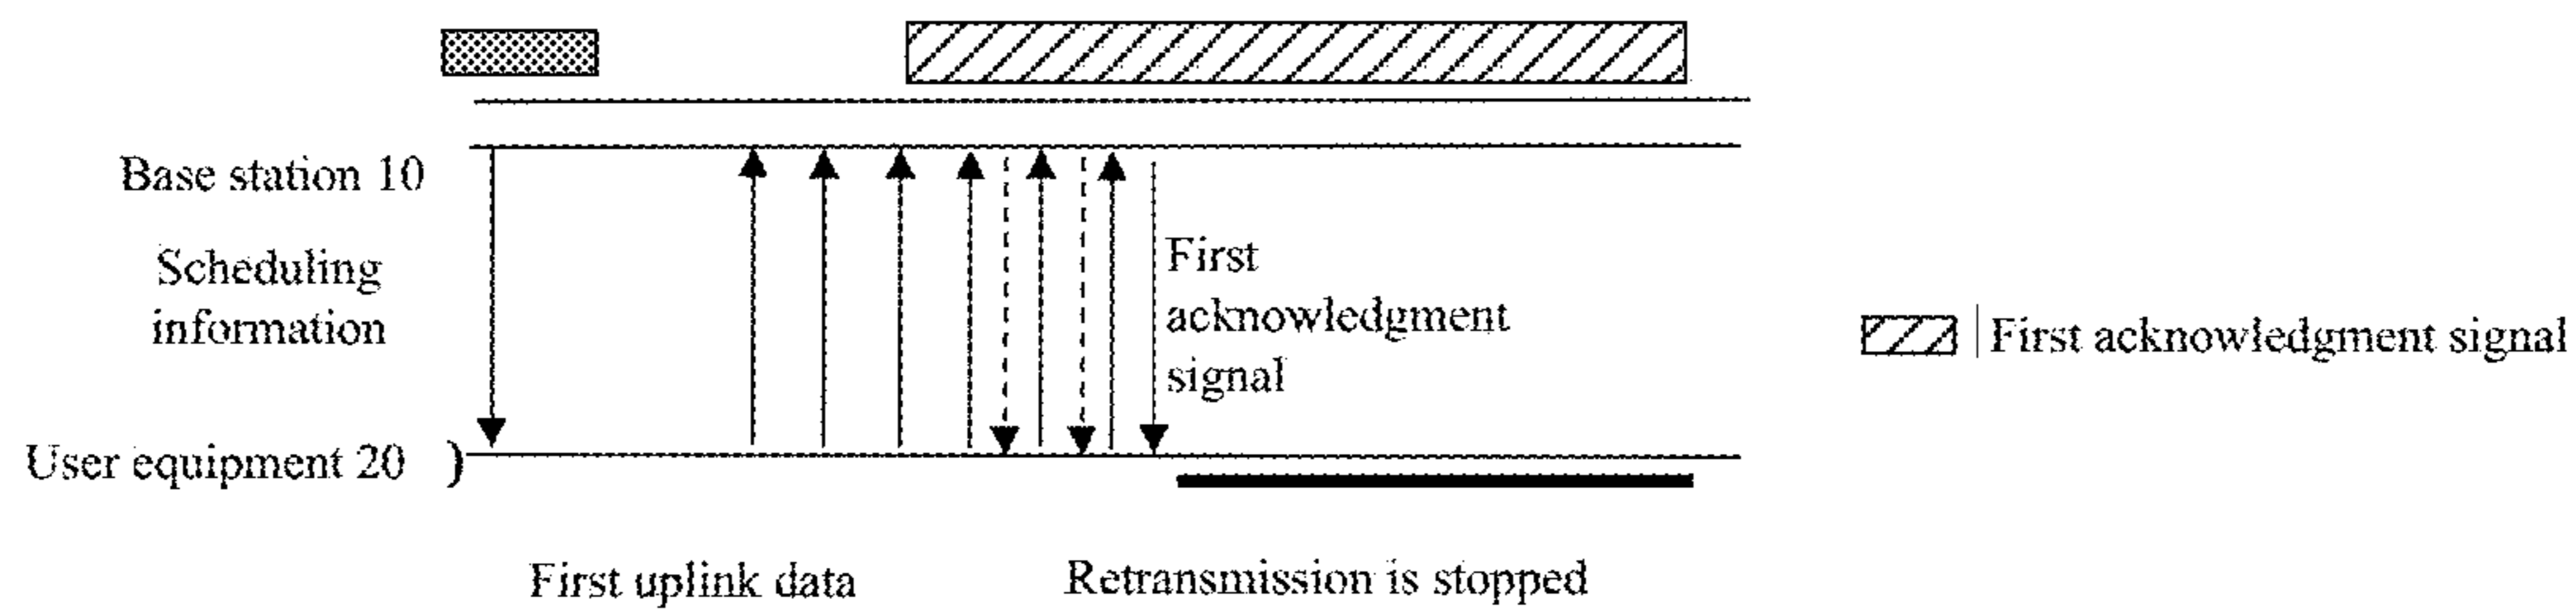 Base station 10
Scheduling
information
First
acknowledgment
signal
First acknowledgment signal
User equipment 20
First uplink data
Retransmission is stopped